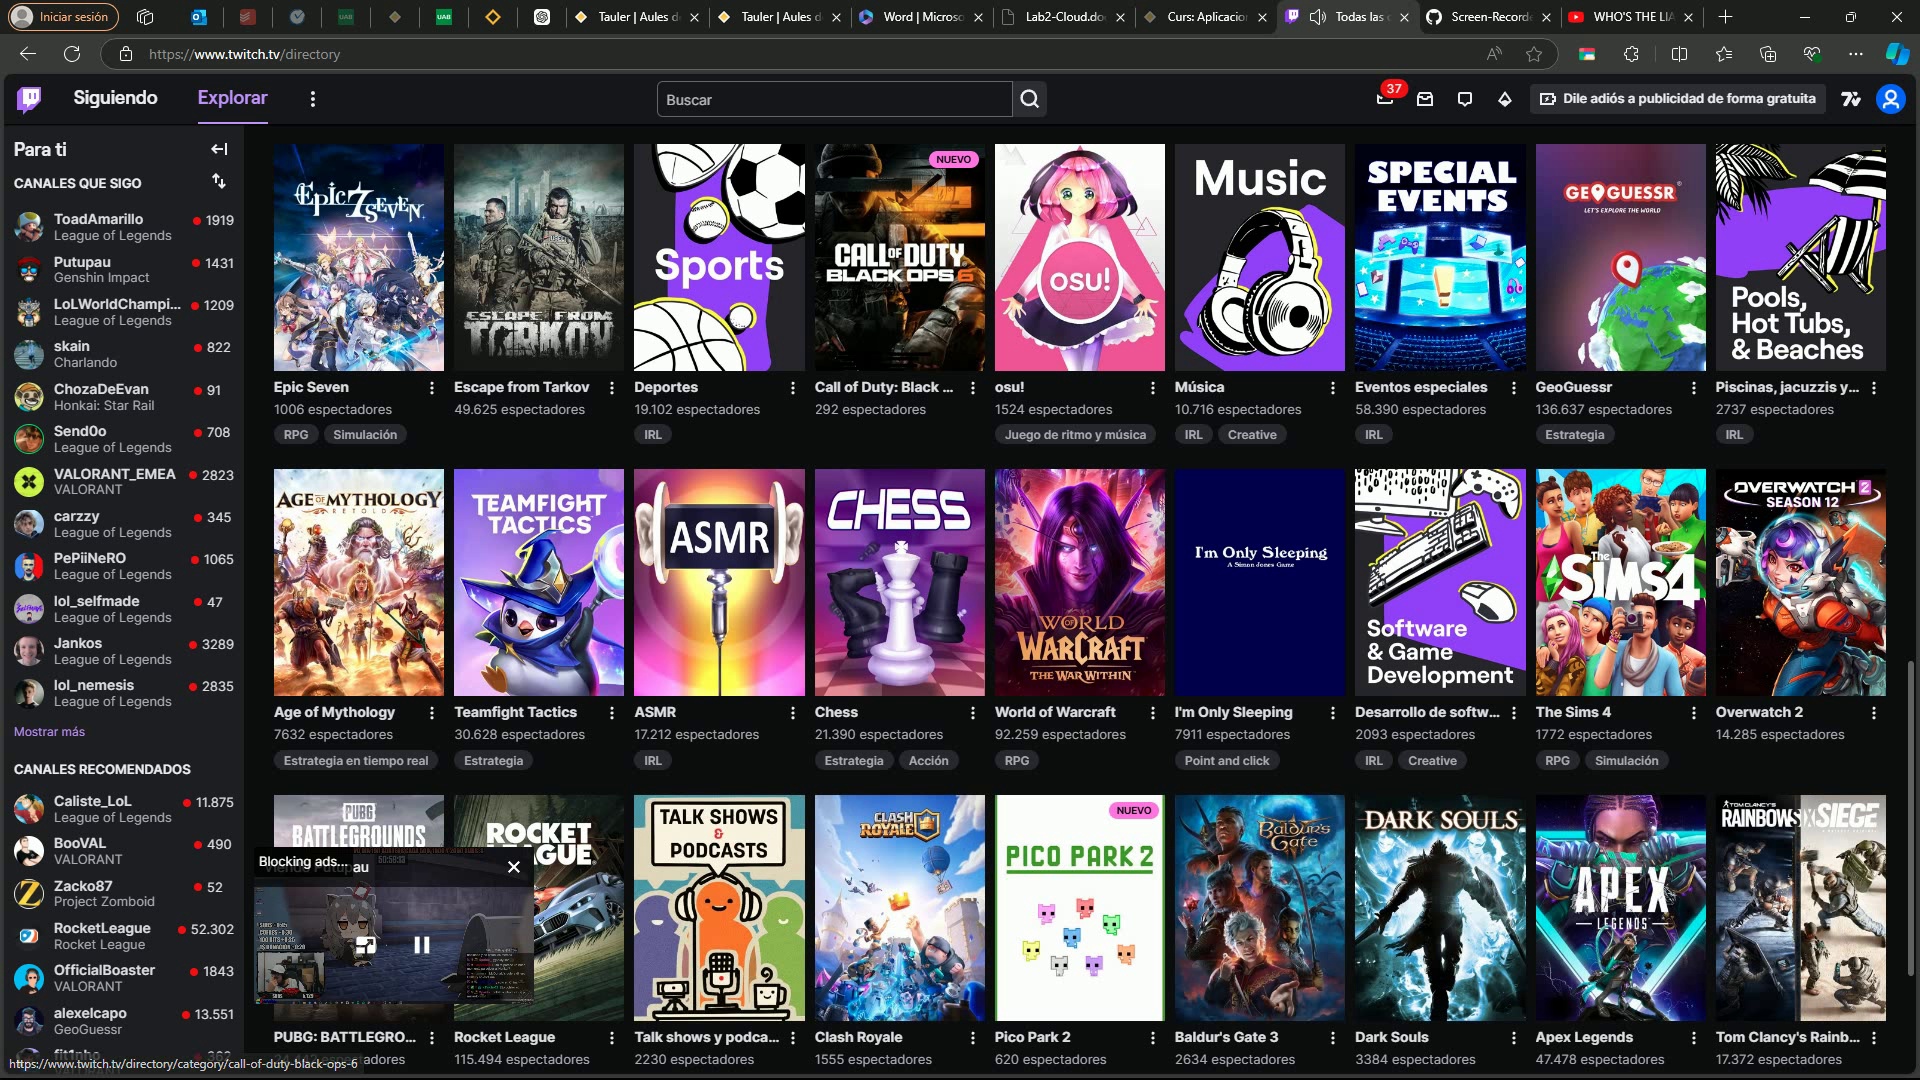 Iniciar sesión
UAB
UAB
Tauler | Aules d
Tauler | Aules d
Word | Microso
Lab2-Cloud.do
Curs: Aplicacio
Todas las
Screen-Recorde
WHO'S THE LIA
https://www.twitch.tv/directory
Siguiendo
Explorar
Buscar
37
Dile adiós a publicidad de forma gratuita
Para ti
CANALES QUE SIGO
ToadAmarillo 1919
League of Legends
Putupau 1431
Genshin Impact
LoLWorldChampi... 1209
League of Legends
skain 822
Charlando
ChozaDeEvan 91
Honkai: Star Rail
Send0o 708
League of Legends
VALORANT_EMEA 2823
VALORANT
carzzy 345
League of Legends
PePiiNeRO 1065
League of Legends
lol_selfmade 47
League of Legends
Jankos 3289
League of Legends
lol_nemesis 2835
League of Legends
Mostrar más
CANALES RECOMENDADOS
Caliste_LoL 11.875
League of Legends
BooVAL 490
VALORANT
Zacko87 52
Project Zomboid
RocketLeague 52.302
Rocket League
OfficialBoaster 1843
VALORANT
alexelcapo 13.551
GeoGuessr
Epic7 SEVEN
ESCAPE FROM
TARKOV
Sports
NUEVO
CALL OF DUTY
BLACK OPS 6
osu!
Music
SPECIAL
EVENTS
GEOGUESSR
LET'S EXPLORE THE WORLD
Pools,
Hot Tubs,
& Beaches
Epic Seven
1006 espectadores
RPG Simulación
Escape from Tarkov
49.625 espectadores
Deportes
19.102 espectadores
IRL
Call of Duty: Black ...
292 espectadores
osu!
1524 espectadores
Juego de ritmo y música
Música
10.716 espectadores
IRL Creative
Eventos especiales
58.390 espectadores
IRL
GeoGuessr
136.637 espectadores
Estrategia
Piscinas, jacuzzis y...
2737 espectadores
IRL
AGE OF MYTHOLOGY
RETOLD
TEAMFIGHT
TACTICS
ASMR
CHESS
WORLD
OF
WARCRAFT
THE WAR WITHIN
I'm Only Sleeping
A Simon Jones Game
Software
& Game
Development
The
SIMS4
OVERWATCH 2
SEASON 12
Age of Mythology
7632 espectadores
Estrategia en tiempo real
Teamfight Tactics
30.628 espectadores
Estrategia
ASMR
17.212 espectadores
IRL
Chess
21.390 espectadores
Estrategia Acción
World of Warcraft
92.259 espectadores
RPG
I'm Only Sleeping
7911 espectadores
Point and click
Desarrollo de softw...
2093 espectadores
IRL Creative
The Sims 4
1772 espectadores
RPG Simulación
Overwatch 2
14.285 espectadores
PUBG
BATTLEGROUNDS
Blocking ads...
Viendo Putupau
ROCKET
LEAGUE
TALK SHOWS
&
PODCASTS
CLASH
ROYALE
NUEVO
PICO PARK 2
Baldur's
Gate
DARK SOULS
APEX
LEGENDS
TOM CLANCY'S
RAINBOW SIX SIEGE
PUBG: BATTLEGRO...
espectadores
Rocket League
115.494 espectadores
Talk shows y podca...
2230 espectadores
Clash Royale
1555 espectadores
Pico Park 2
620 espectadores
Baldur's Gate 3
2634 espectadores
Dark Souls
3384 espectadores
Apex Legends
47.478 espectadores
Tom Clancy's Rainb...
17.372 espectadores
https://www.twitch.tv/directory/category/call-of-duty-black-ops-6